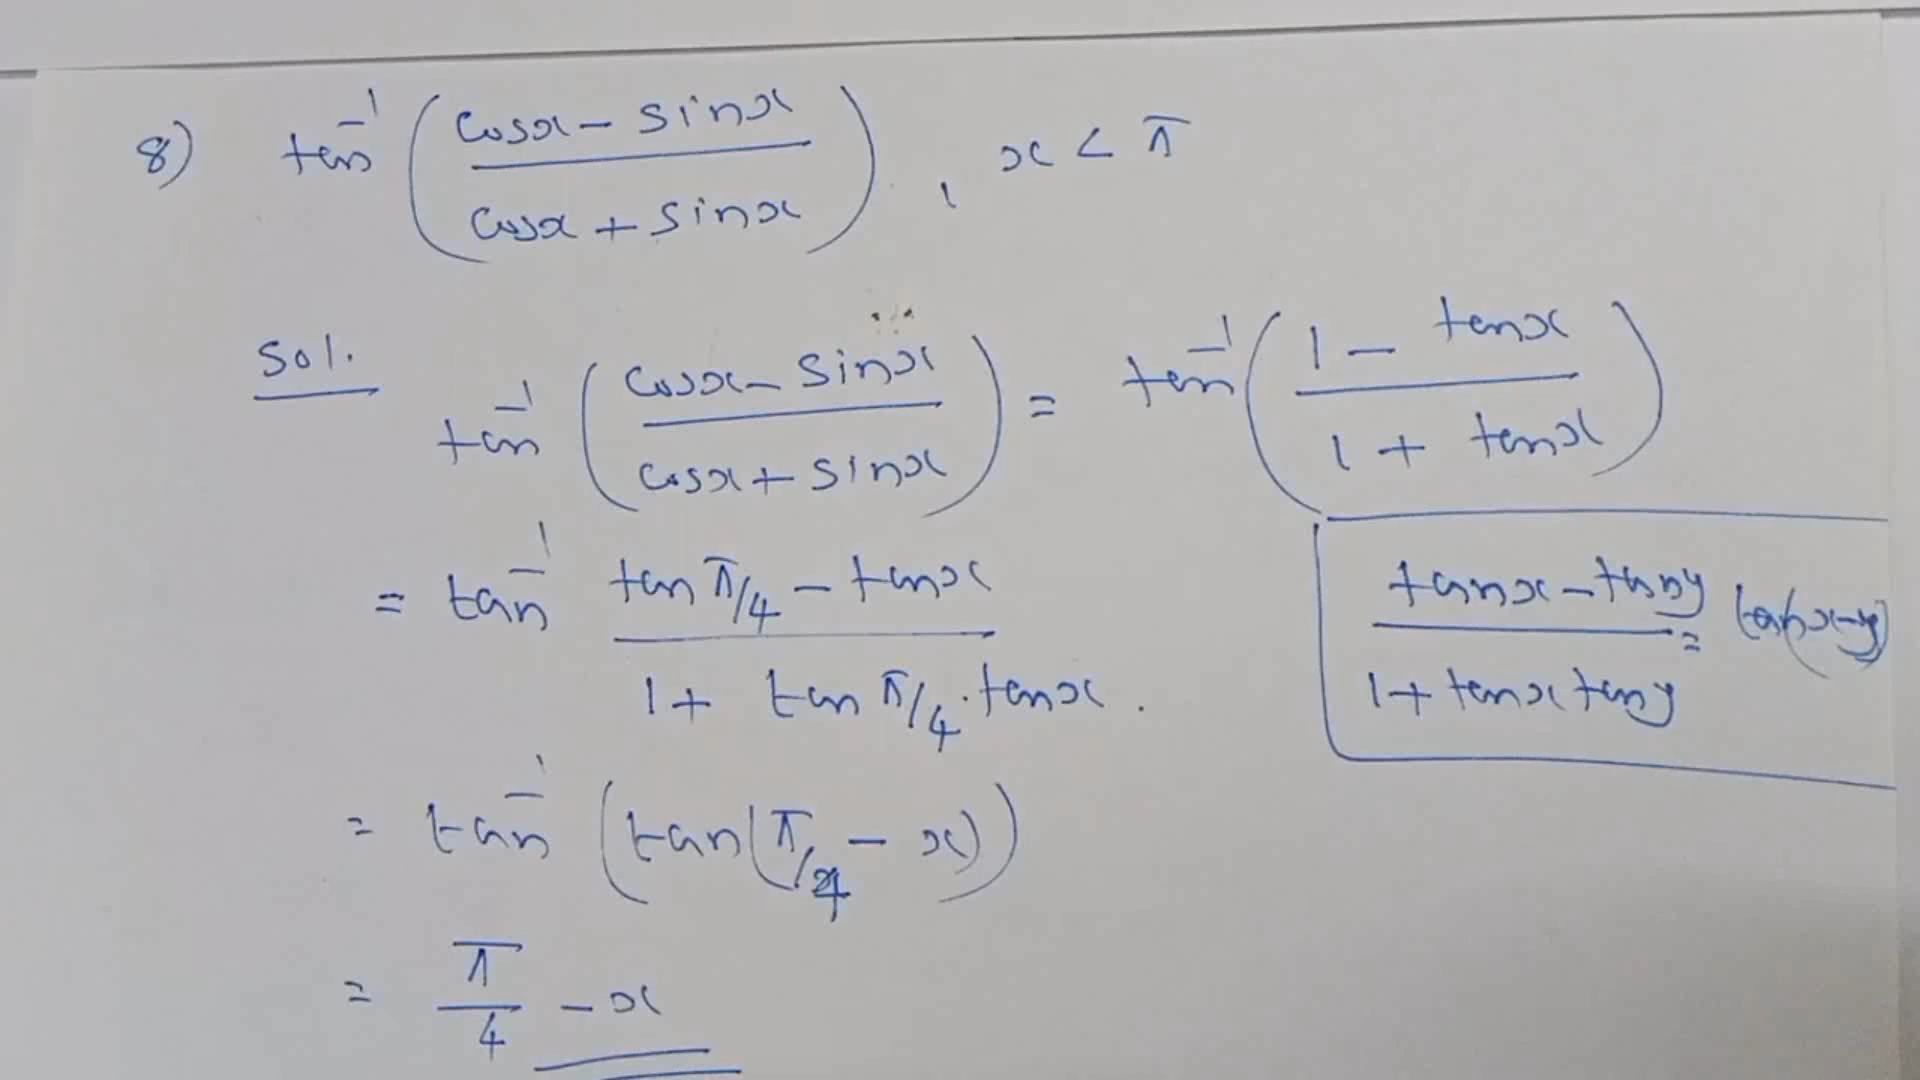 8) tan⁻¹ (cosx - sinx / cosx + sinx), x < π
Sol. tan⁻¹ (cosx - sinx / cosx + sinx) = tan⁻¹ (1 - tanx / 1 + tanx)
= tan⁻¹ tan π/4 - tanx / 1 + tan π/4 . tanx.
tanx - tany / 1 + tanx tany = tan(x-y)
= tan⁻¹ (tan(π/4 - x))
= π/4 - x